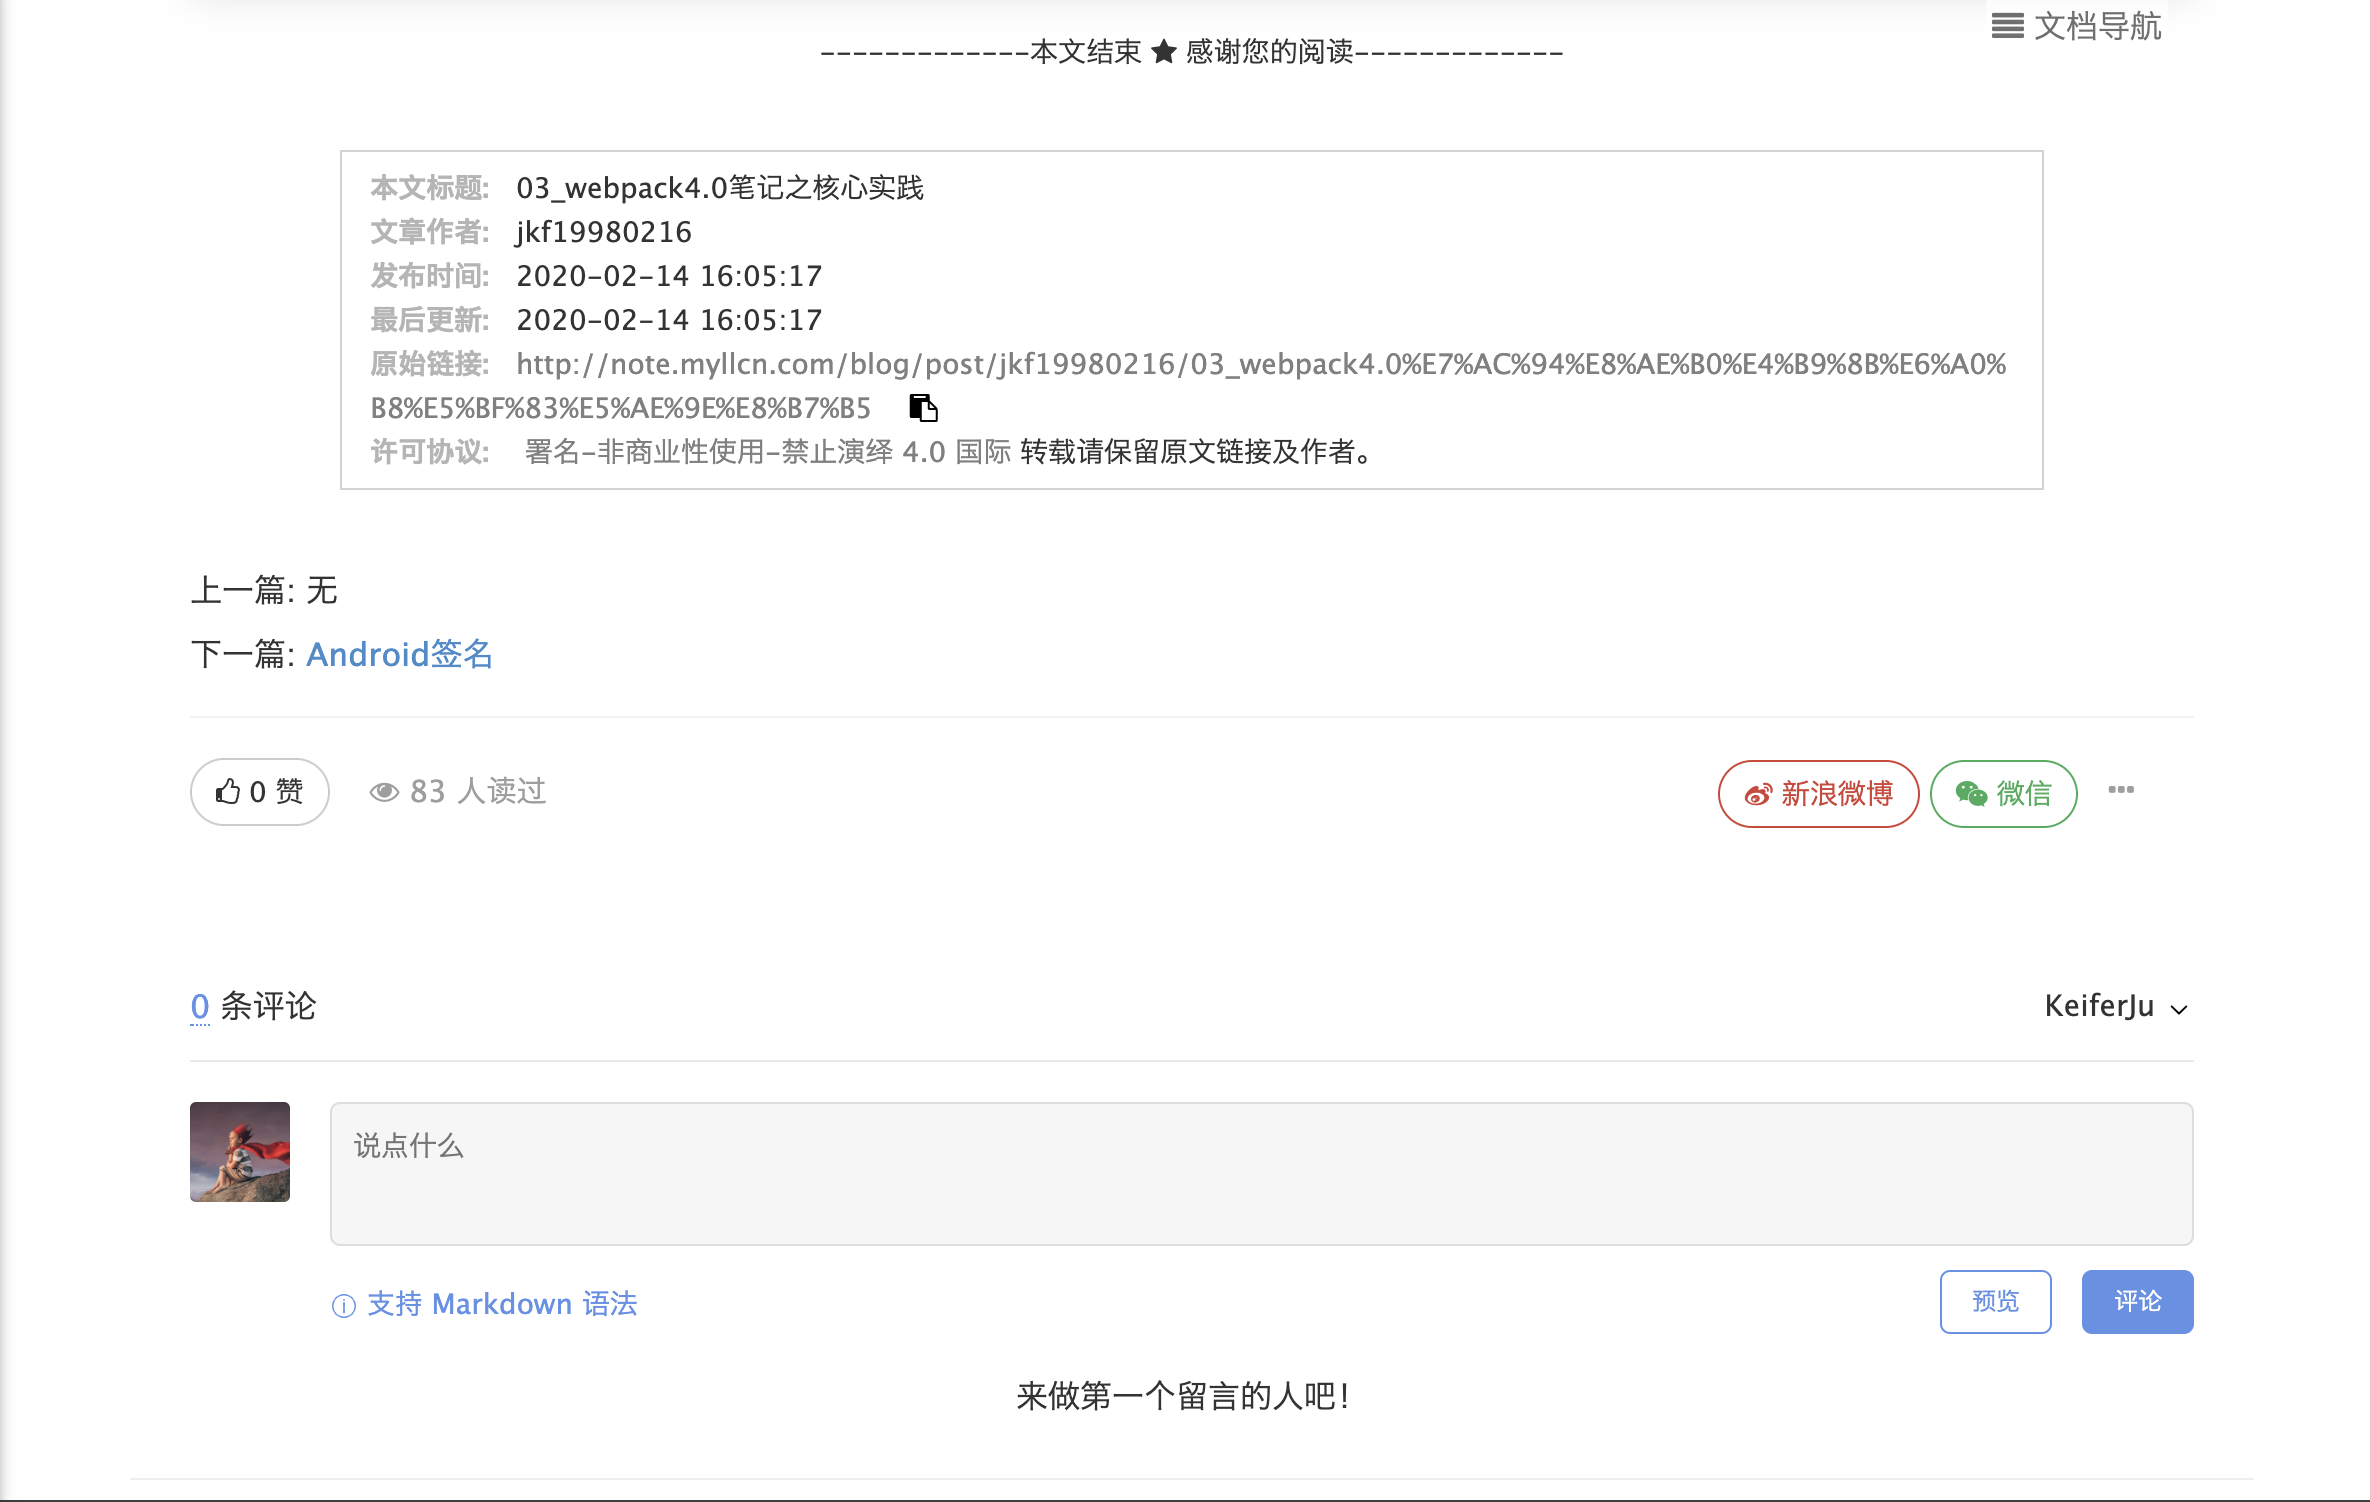 文档导航
-------------本文结束 ★ 感谢您的阅读-------------
本文标题: 03_webpack4.0笔记之核心实践
文章作者: jkf19980216
发布时间: 2020-02-14 16:05:17
最后更新: 2020-02-14 16:05:17
原始链接: http://note.myllcn.com/blog/post/jkf19980216/03_webpack4.0%E7%AC%94%E8%AE%B0%E4%B9%8B%E6%A0%
B8%E5%BF%83%E5%AE%9E%E8%B7%B5
许可协议: 署名-非商业性使用-禁止演绎 4.0 国际 转载请保留原文链接及作者。
上一篇: 无
下一篇: Android签名
0 赞 83 人读过 新浪微博 微信 ···
0 条评论 KeiferJu
说点什么
支持 Markdown 语法 预览 评论
来做第一个留言的人吧！